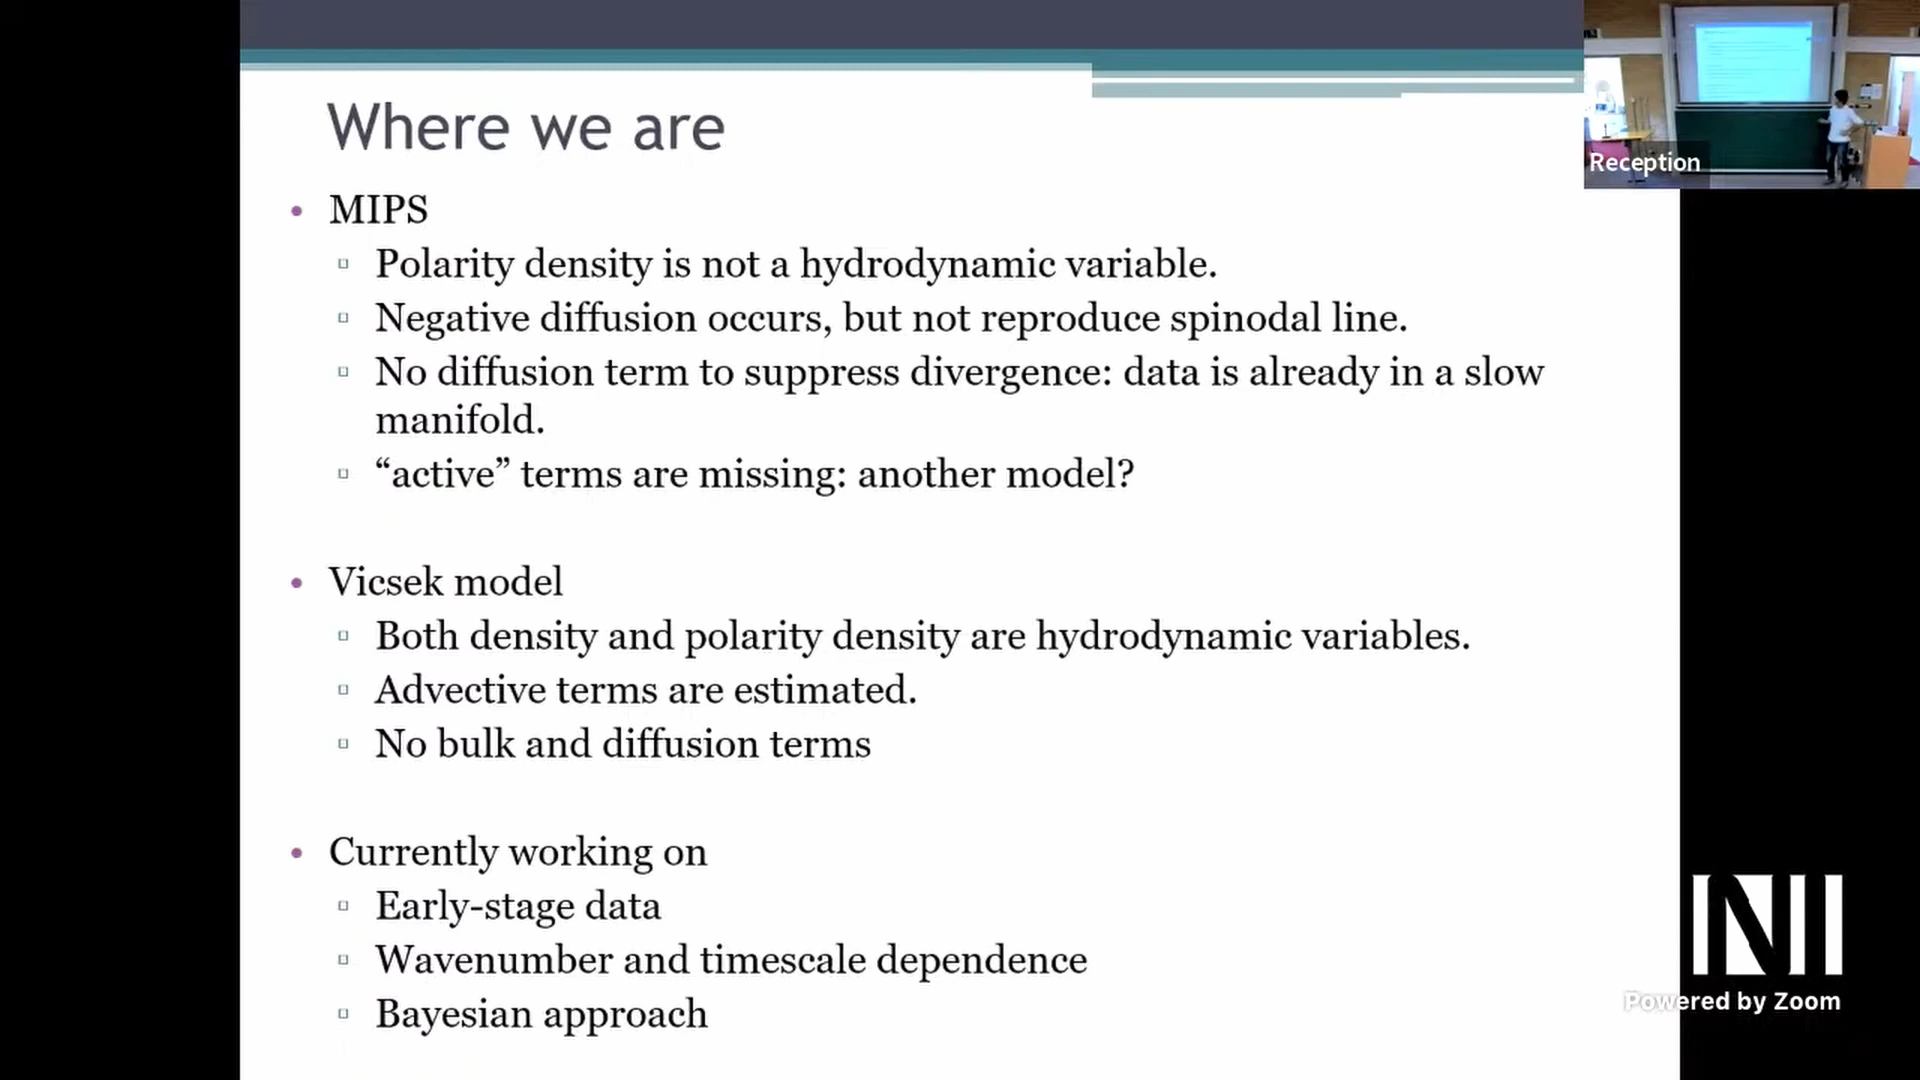 Where we are
Reception
• MIPS
▫ Polarity density is not a hydrodynamic variable.
▫ Negative diffusion occurs, but not reproduce spinodal line.
▫ No diffusion term to suppress divergence: data is already in a slow
manifold.
▫ “active” terms are missing: another model?
• Vicsek model
▫ Both density and polarity density are hydrodynamic variables.
▫ Advective terms are estimated.
▫ No bulk and diffusion terms
• Currently working on
▫ Early-stage data
▫ Wavenumber and timescale dependence
▫ Bayesian approach
INI
Powered by Zoom